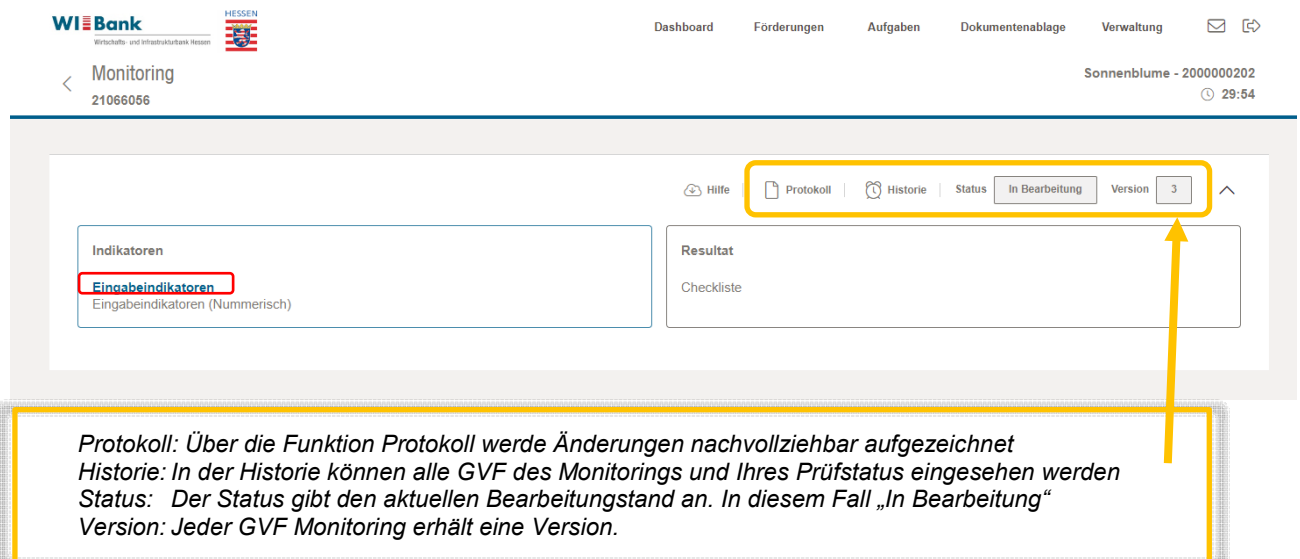 WIBank
HESSEN
Wirtschafts- und Infrastrukturbank Hessen
Dashboard Förderungen Aufgaben Dokumentenablage Verwaltung
Monitoring
21066056
Sonnenblume - 2000000202
29:54
Hilfe Protokoll Historie Status In Bearbeitung Version 3
Indikatoren
Eingabeindikatoren
Eingabeindikatoren (Nummerisch)
Resultat
Checkliste
Protokoll: Über die Funktion Protokoll werde Änderungen nachvollziehbar aufgezeichnet
Historie: In der Historie können alle GVF des Monitorings und Ihres Prüfstatus eingesehen werden
Status: Der Status gibt den aktuellen Bearbeitungstand an. In diesem Fall „In Bearbeitung“
Version: Jeder GVF Monitoring erhält eine Version.